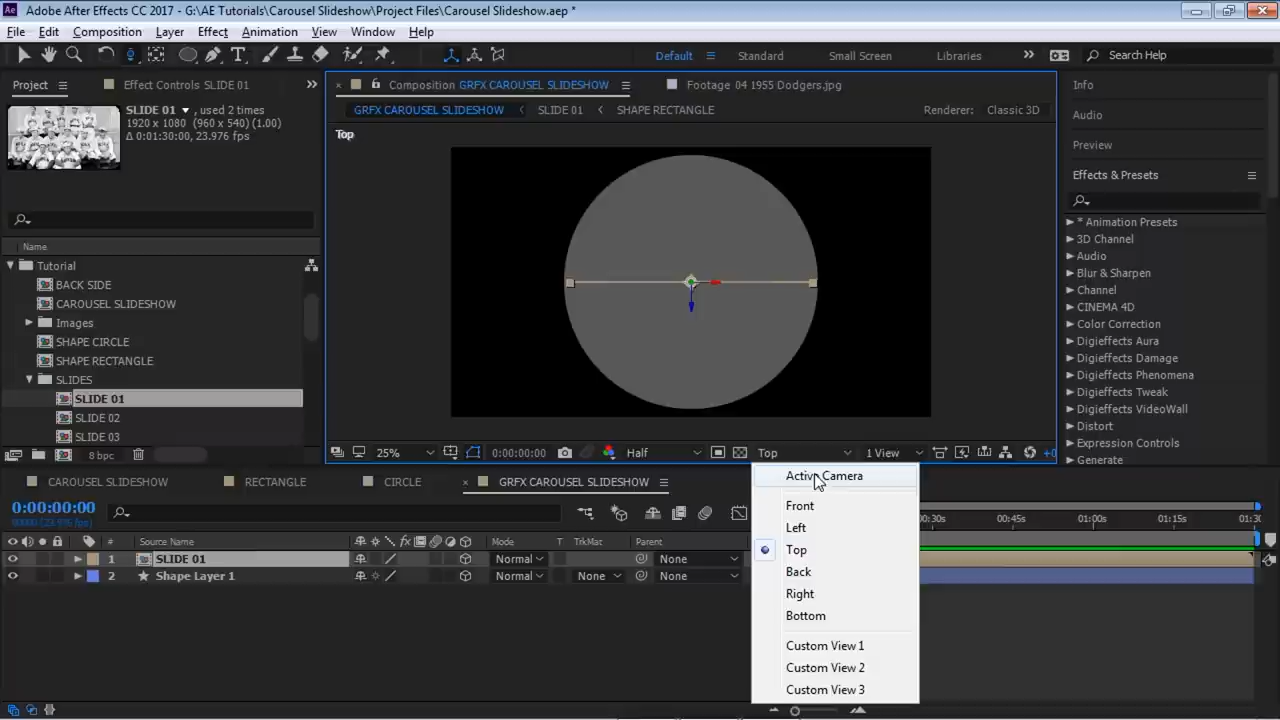 Adobe After Effects CC 2017 - G:\AE Tutorials\Carousel Slideshow\Project Files\Carousel Slideshow.aep *
File Edit Composition Layer Effect Animation View Window Help
Default Standard Small Screen Libraries Search Help
Project Effect Controls SLIDE 01
Composition GRFX CAROUSEL SLIDESHOW Footage 04 1955 Dodgers.jpg
Info
SLIDE 01 , used 2 times
1920 x 1080 (960 x 540) (1.00)
Δ 0:01:30:00, 23.976 fps
GRFX CAROUSEL SLIDESHOW SLIDE 01 SHAPE RECTANGLE
Renderer: Classic 3D
Audio
Top
Preview
Effects & Presets
* Animation Presets
3D Channel
Audio
Blur & Sharpen
Channel
CINEMA 4D
Color Correction
Digieffects Aura
Digieffects Damage
Digieffects Phenomena
Digieffects Tweak
Digieffects VideoWall
Distort
Expression Controls
Generate
Name
Tutorial
BACK SIDE
CAROUSEL SLIDESHOW
Images
SHAPE CIRCLE
SHAPE RECTANGLE
SLIDES
SLIDE 01
SLIDE 02
SLIDE 03
8 bpc
25% 0:00:00:00 Half Top 1 View +0
Active Camera
Front
Left
Top
Back
Right
Bottom
Custom View 1
Custom View 2
Custom View 3
CAROUSEL SLIDESHOW RECTANGLE CIRCLE GRFX CAROUSEL SLIDESHOW
0:00:00:00
00000 (23.976 fps)
00:30s 00:45s 01:00s 01:15s 01:30
# Source Name Mode T TrkMat Parent
1 SLIDE 01 Normal None
2 Shape Layer 1 Normal None None